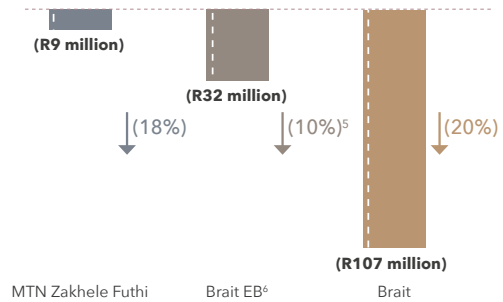 (R9 million)
(R32 million)
(18%)
(10%)⁵
(20%)
(R107 million)
MTN Zakhele Futhi
Brait EB⁶
Brait